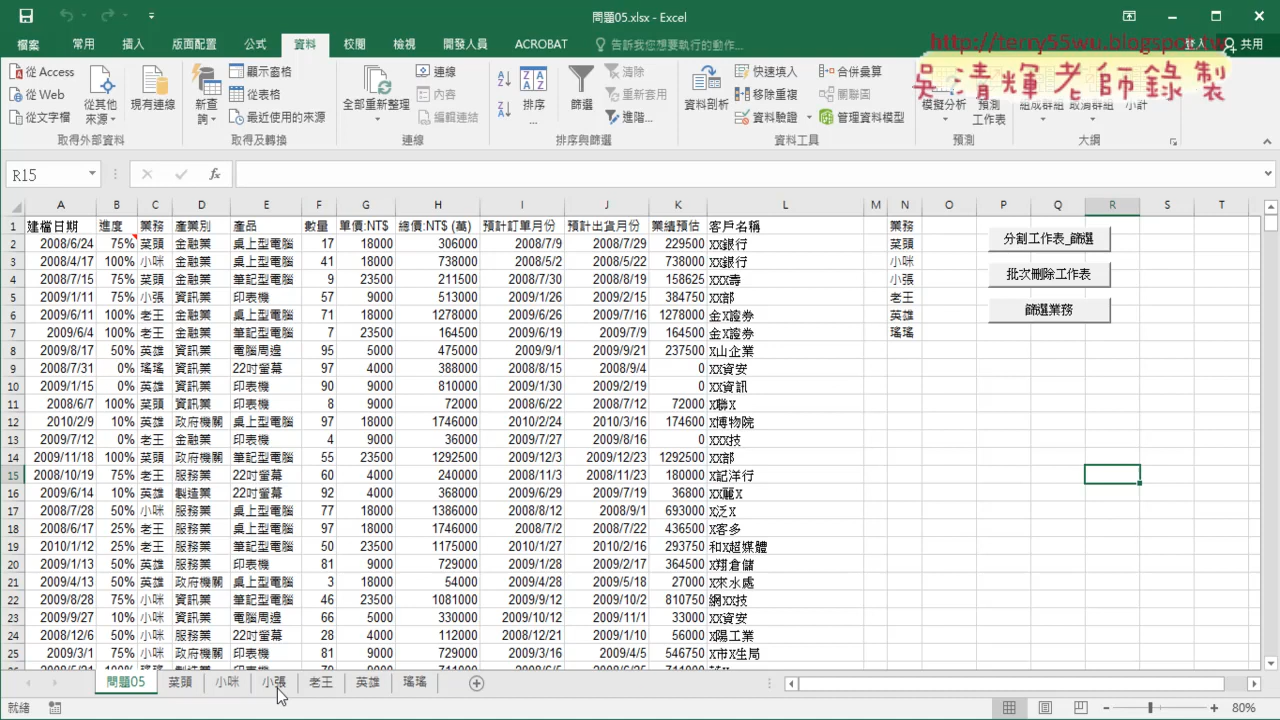 問題05.xlsx - Excel
檔案 常用 插入 版面配置 公式 資料 校閱 檢視 開發人員 ACROBAT 告訴我您想要執行的動作... 登入 共用
http://terry55wu.blogspot.tw
吳清輝老師錄製
從 Access 從 Web 從文字檔 從其他來源 現有連線 新查詢 顯示窗格 從表格 最近使用的來源 全部重新整理 連線 內容 編輯連結 排序... 篩選 清除 重新套用 進階... 資料剖析 快速填入 移除重複 資料驗證 合併彙算 關聯圖 管理資料模型 模擬分析 預測工作表 組成群組 取消群組 小計
取得外部資料 取得及轉換 連線 排序與篩選 資料工具 預測 大綱
R15 fx
A B C D E F G H I J K L M N O P Q R S T
1 建檔日期 進度 業務 產業別 產品 數量 單價:NT$ 總價:NT$ (萬) 預計訂單月份 預計出貨月份 業績預估 客戶名稱 業務
2 2008/6/24 75% 菜頭 金融業 桌上型電腦 17 18000 306000 2008/7/9 2008/7/29 229500 XX銀行 菜頭 分割工作表_篩選
3 2008/4/17 100% 小咪 金融業 桌上型電腦 41 18000 738000 2008/5/2 2008/5/22 738000 XX銀行 小咪
4 2008/7/15 75% 菜頭 金融業 筆記型電腦 9 23500 211500 2008/7/30 2008/8/19 158625 XXX壽 小張 批次刪除工作表
5 2009/1/11 75% 小張 資訊業 印表機 57 9000 513000 2009/1/26 2009/2/15 384750 XX部 老王
6 2009/6/11 100% 老王 金融業 桌上型電腦 71 18000 1278000 2009/6/26 2009/7/16 1278000 金X證券 英雄 篩選業務
7 2009/6/4 100% 老王 金融業 筆記型電腦 7 23500 164500 2009/6/19 2009/7/9 164500 金X證券 瑤瑤
8 2009/8/17 50% 英雄 資訊業 電腦周邊 95 5000 475000 2009/9/1 2009/9/21 237500 X山企業
9 2008/7/31 0% 瑤瑤 資訊業 22吋螢幕 97 4000 388000 2008/8/15 2008/9/4 0 XX資安
10 2009/1/15 0% 英雄 資訊業 印表機 90 9000 810000 2009/1/30 2009/2/19 0 XX資訊
11 2008/6/7 100% 菜頭 資訊業 印表機 8 9000 72000 2008/6/22 2008/7/12 72000 X聯X
12 2010/2/9 10% 英雄 政府機關 桌上型電腦 97 18000 1746000 2010/2/24 2010/3/16 174600 X博物院
13 2009/7/12 0% 老王 金融業 印表機 4 9000 36000 2009/7/27 2009/8/16 0 XXX技
14 2009/11/18 100% 菜頭 政府機關 筆記型電腦 55 23500 1292500 2009/12/3 2009/12/23 1292500 XX部
15 2008/10/19 75% 老王 服務業 22吋螢幕 60 4000 240000 2008/11/3 2008/11/23 180000 X記洋行
16 2009/6/14 10% 英雄 製造業 22吋螢幕 92 4000 368000 2009/6/29 2009/7/19 36800 XX麗X
17 2008/7/28 50% 小咪 服務業 桌上型電腦 77 18000 1386000 2008/8/12 2008/9/1 693000 X泛X
18 2008/6/17 25% 老王 服務業 桌上型電腦 97 18000 1746000 2008/7/2 2008/7/22 436500 X客多
19 2010/1/12 25% 老王 服務業 筆記型電腦 50 23500 1175000 2010/1/27 2010/2/16 293750 和X超媒體
20 2009/1/13 50% 英雄 服務業 印表機 81 9000 729000 2009/1/28 2009/2/17 364500 X翔倉儲
21 2009/4/13 50% 英雄 政府機關 桌上型電腦 3 18000 54000 2009/4/28 2009/5/18 27000 X來水處
22 2009/8/28 75% 小咪 資訊業 筆記型電腦 46 23500 1081000 2009/9/12 2009/10/2 810750 網XX技
23 2009/9/27 10% 小咪 資訊業 電腦周邊 66 5000 330000 2009/10/12 2009/11/1 33000 XX資安
24 2008/12/6 50% 小咪 服務業 22吋螢幕 28 4000 112000 2008/12/21 2009/1/10 56000 X陽工業
25 2009/3/1 75% 小咪 政府機關 印表機 81 9000 729000 2009/3/16 2009/4/5 546750 X市X生局
問題05 菜頭 小咪 小張 老王 英雄 瑤瑤
就緒 80%